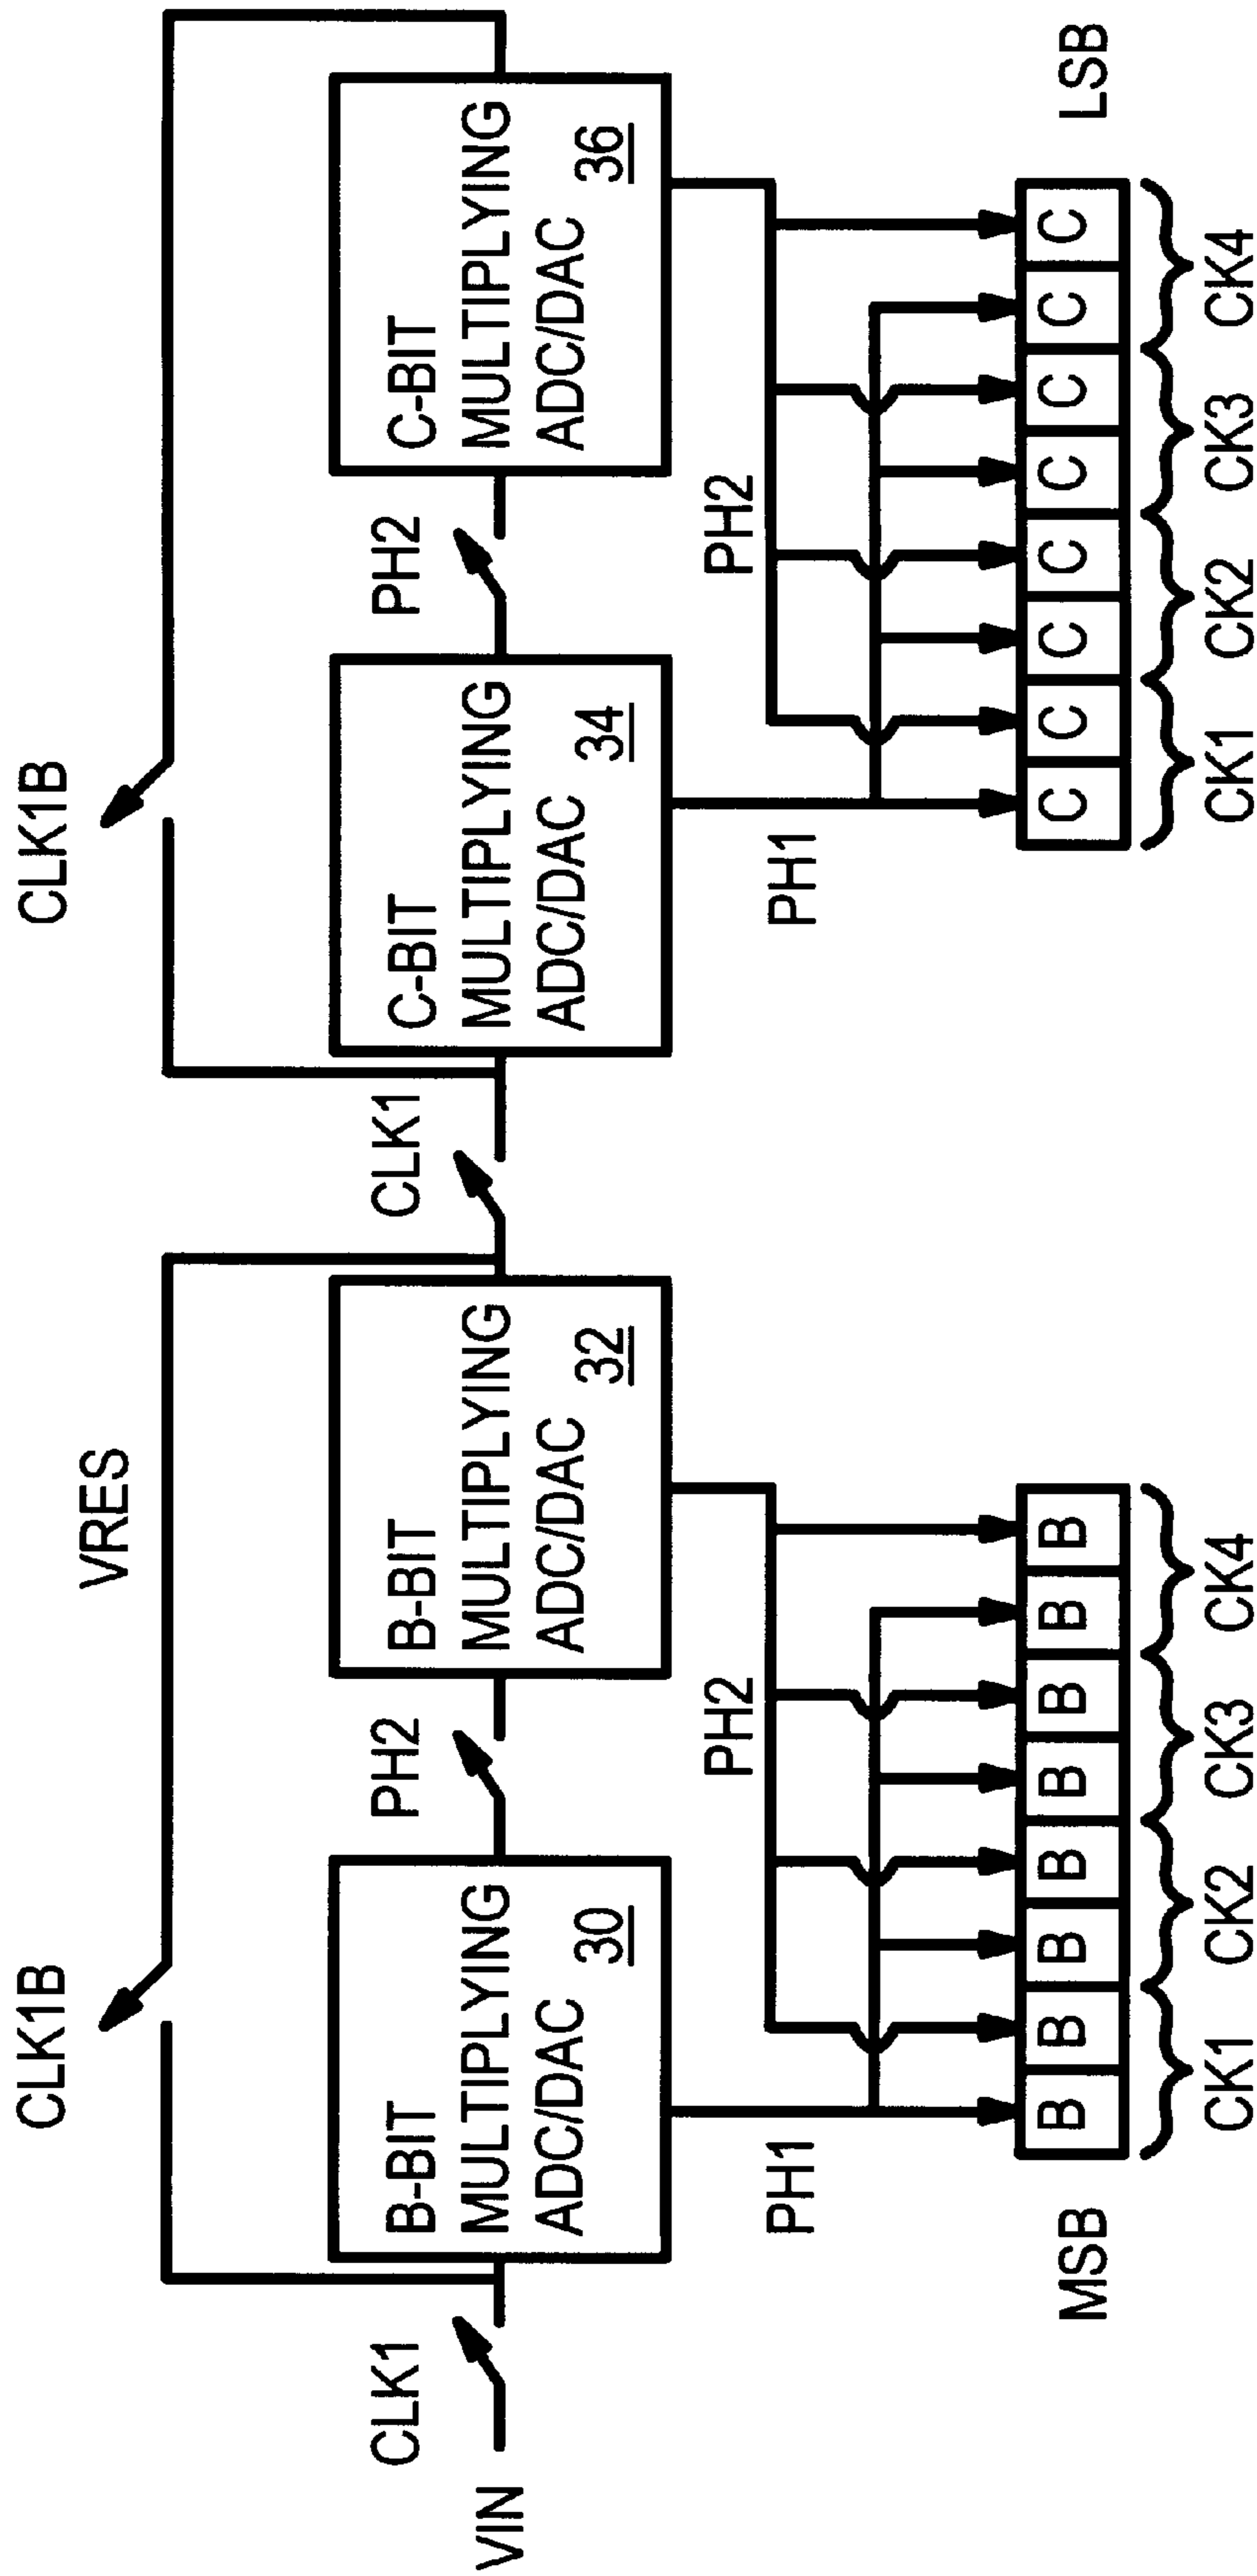 CLK1B
VRES
CLK1B
VIN
CLK1
B-BIT
MULTIPLYING
ADC/DAC
30
PH2
B-BIT
MULTIPLYING
ADC/DAC
32
CLK1
C-BIT
MULTIPLYING
ADC/DAC
34
PH2
C-BIT
MULTIPLYING
ADC/DAC
36
PH1
PH2
PH1
PH2
MSB
B B B B B B B B
C C C C C C C C
LSB
CK1 CK2 CK3 CK4
CK1 CK2 CK3 CK4